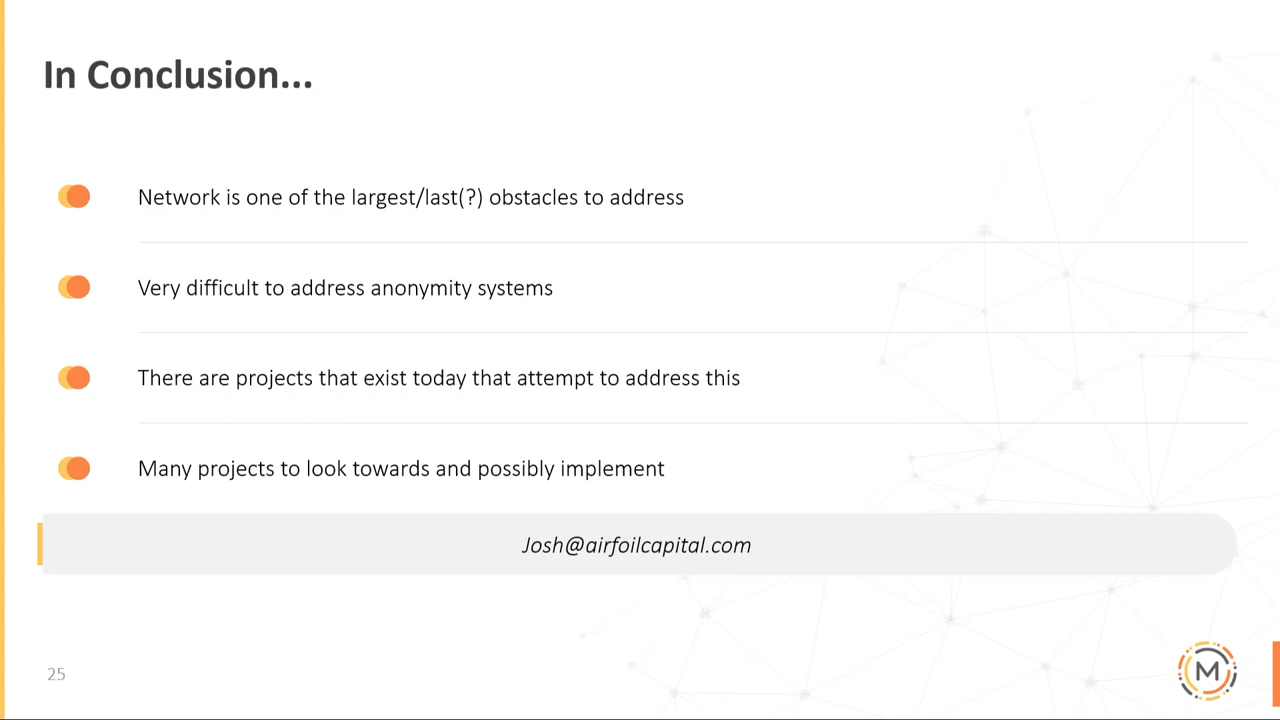 In Conclusion...
Network is one of the largest/last(?) obstacles to address
Very difficult to address anonymity systems
There are projects that exist today that attempt to address this
Many projects to look towards and possibly implement
Josh@airfoilcapital.com
25
M